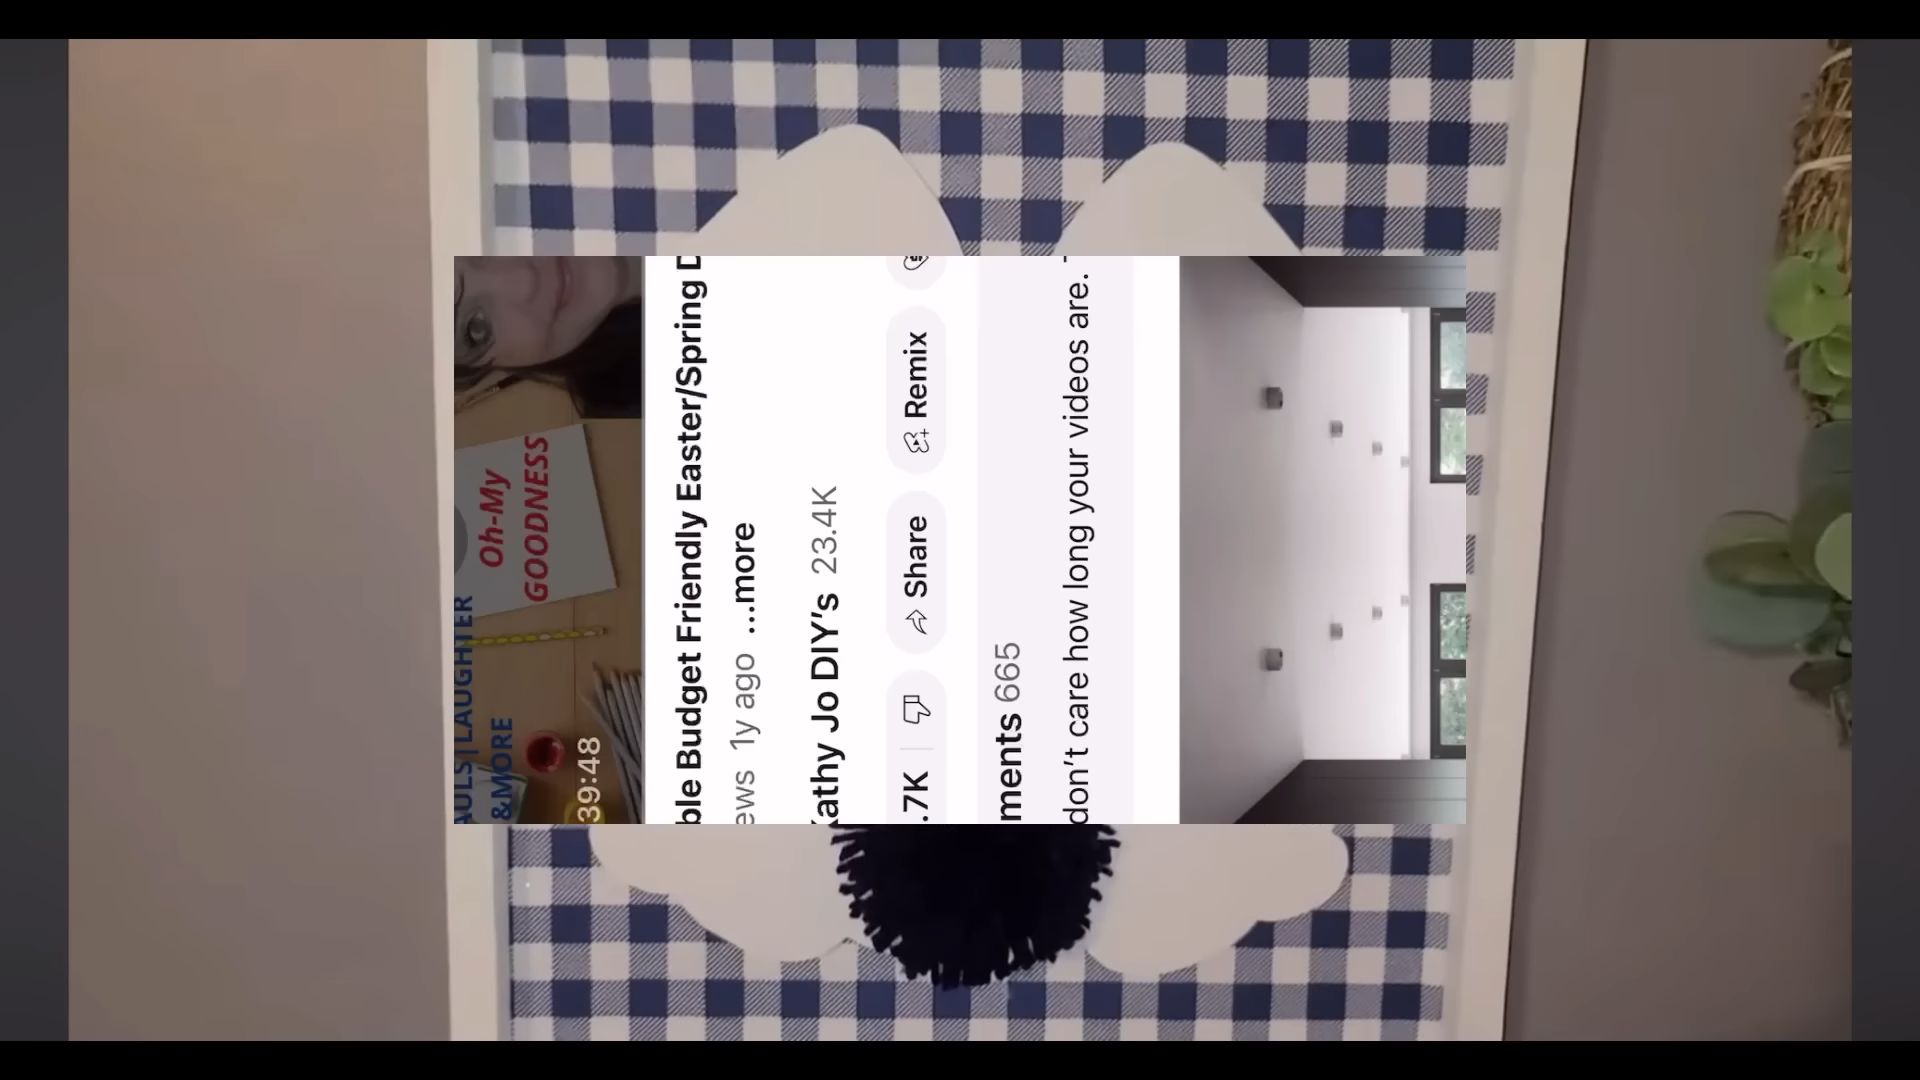 AULS | LAUGHTER
&MORE
Oh-My
GOODNESS
39:48
ble Budget Friendly Easter/Spring D
ews 1y ago ...more
Kathy Jo DIY's 23.4K
.7K Share Remix
ments 665
don't care how long your videos are.